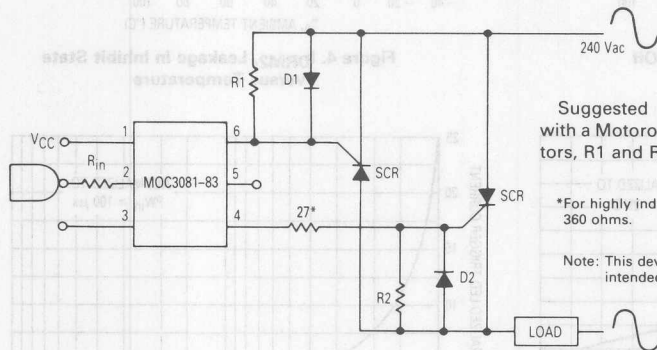 Figure 4. Leakage In Inhibit State
Temperature
240 Vac
R1
D1
VCC
1
6
SCR
Rin
2
MOC3081–83
5
SCR
3
4
27*
R2
D2
LOAD
Suggested
with a Motoro
tors, R1 and R
*For highly ind
360 ohms.
Note: This dev
intended